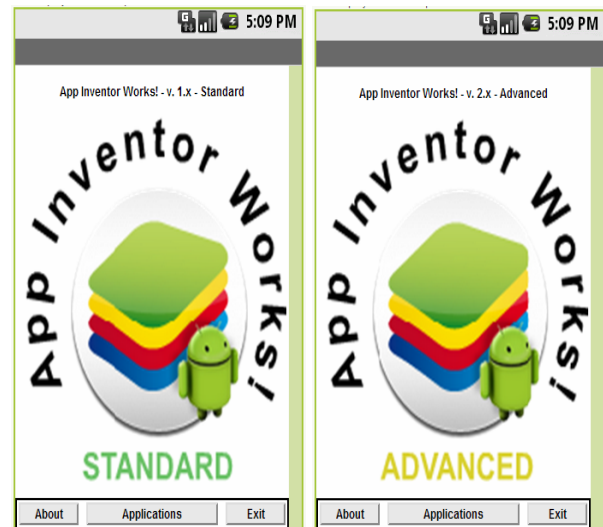 5:09 PM
App Inventor Works! - v. 1.x - Standard
App Inventor Works!
STANDARD
About Applications Exit
5:09 PM
App Inventor Works! - v. 2.x - Advanced
App Inventor Works!
ADVANCED
About Applications Exit